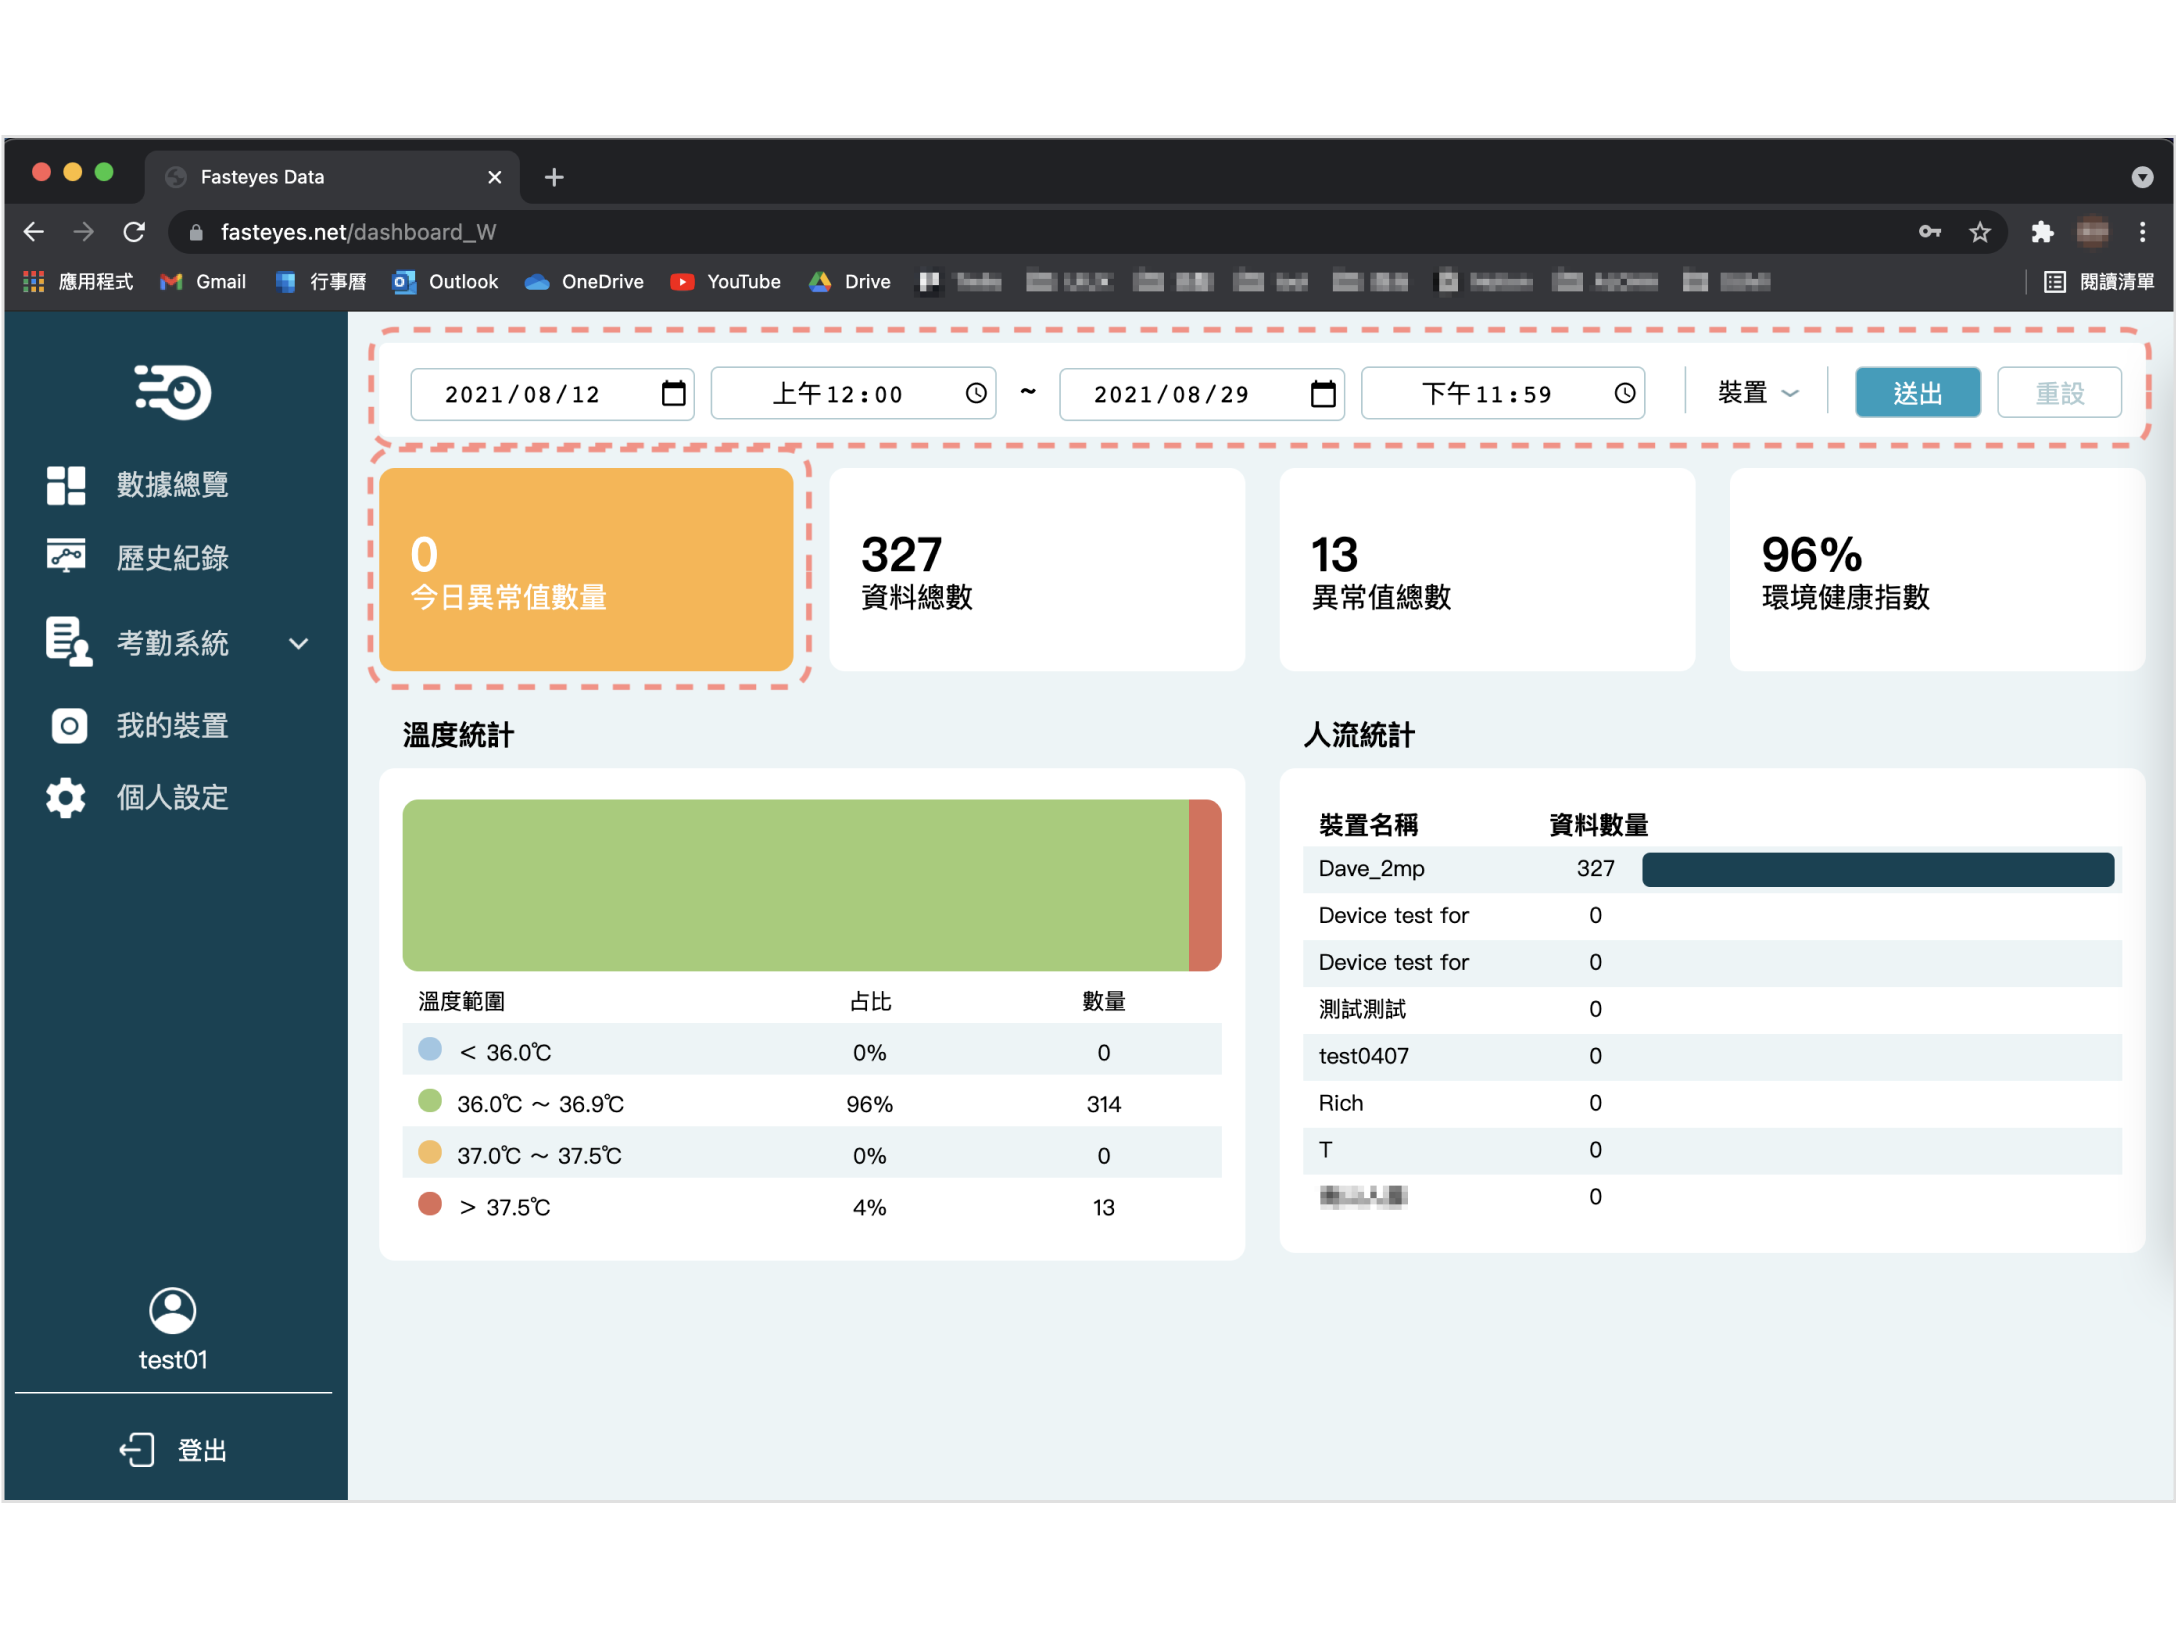 Fasteyes Data
fasteyes.net/dashboard_W
應用程式 Gmail 行事曆 Outlook OneDrive YouTube Drive 閱讀清單
2021/08/12 上午12:00 ~ 2021/08/29 下午11:59 裝置 送出 重設
數據總覽
歷史紀錄
考勤系統
我的裝置
個人設定
test01
登出
0
今日異常值數量
327
資料總數
13
異常值總數
96%
環境健康指數
溫度統計
溫度範圍 占比 數量
< 36.0℃ 0% 0
36.0℃ ～ 36.9℃ 96% 314
37.0℃ ～ 37.5℃ 0% 0
> 37.5℃ 4% 13
人流統計
裝置名稱 資料數量
Dave_2mp 327
Device test for 0
Device test for 0
測試測試 0
test0407 0
Rich 0
T 0
0